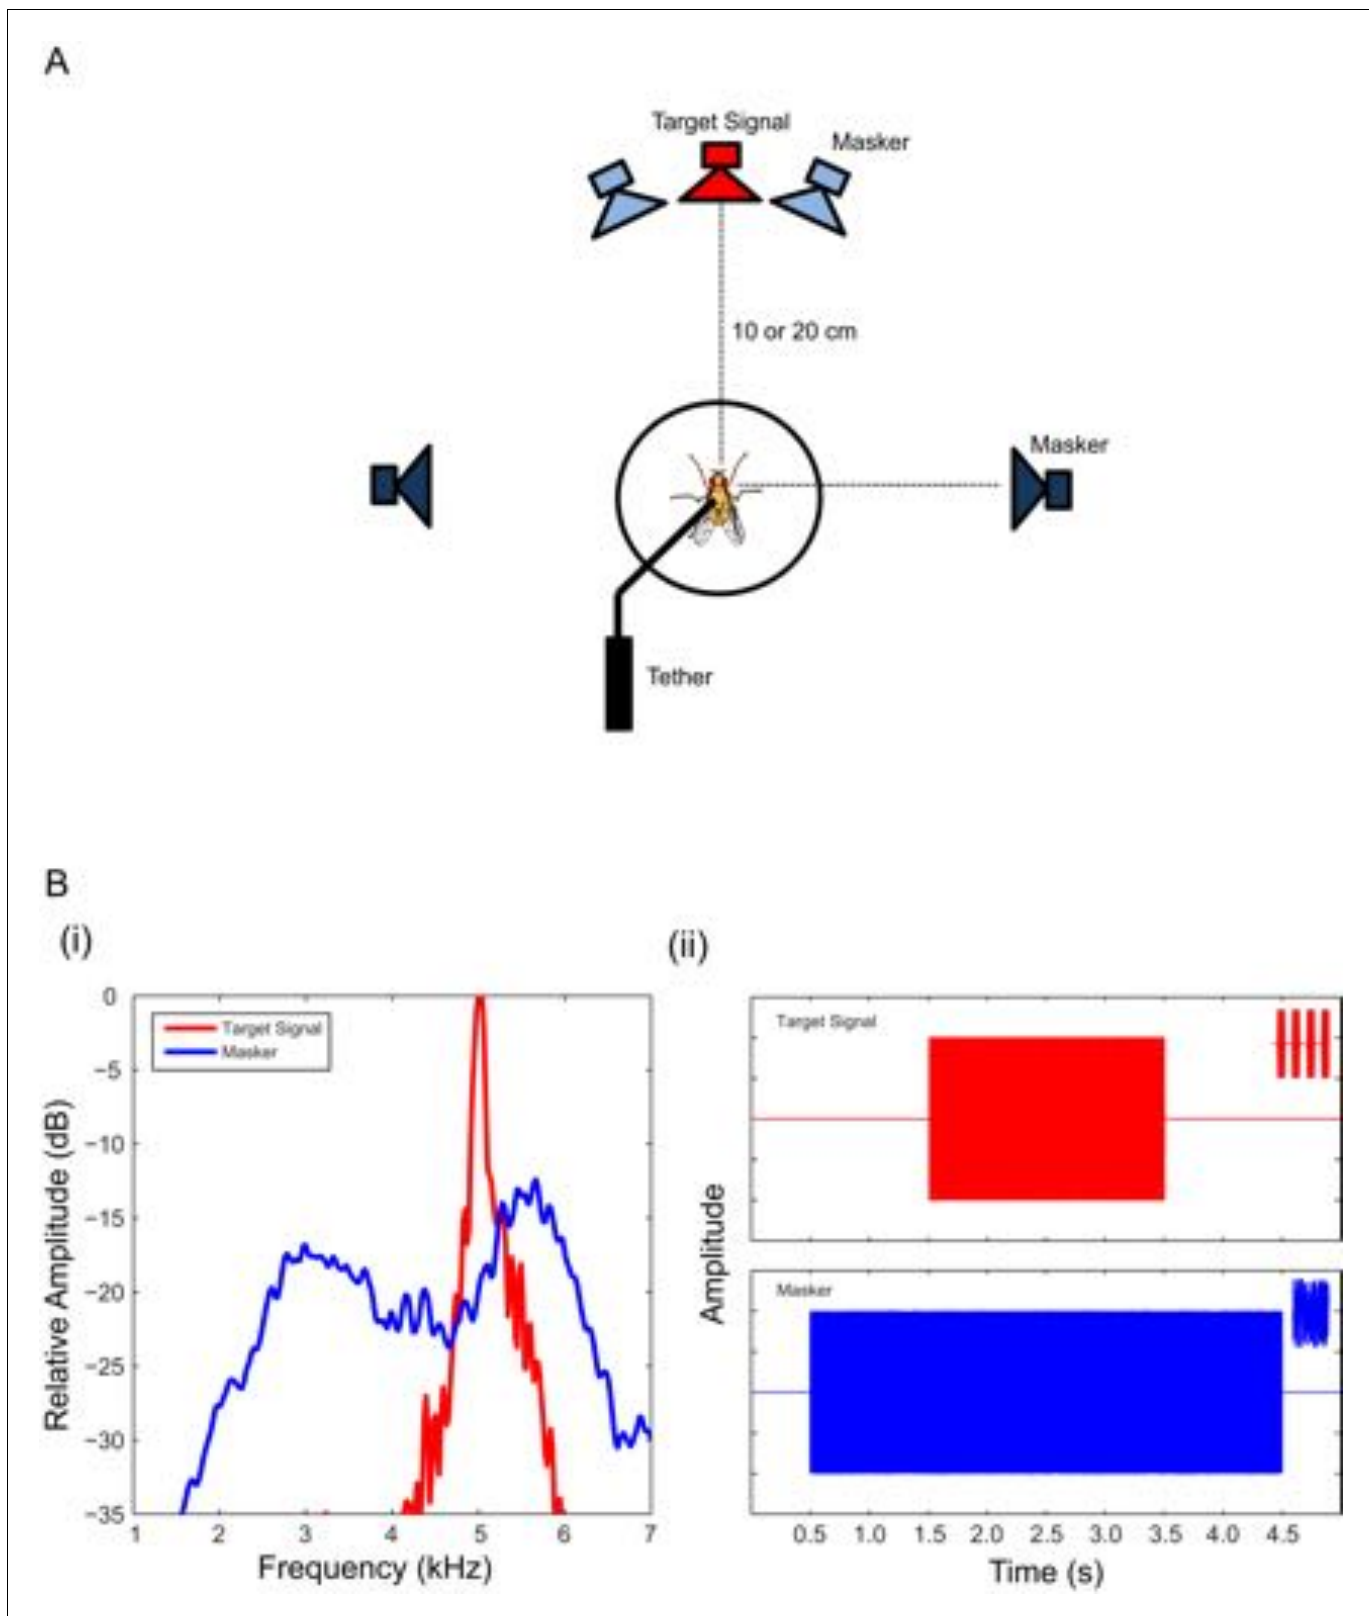 A
Target Signal
Masker
10 or 20 cm
Masker
Tether
B
(i)
(ii)
0
−5
−10
−15
−20
−25
−30
−35
Relative Amplitude (dB)
Target Signal
Masker
1 2 3 4 5 6 7
Frequency (kHz)
Amplitude
Target Signal
Masker
0.5 1.0 1.5 2.0 2.5 3.0 3.5 4.0 4.5
Time (s)